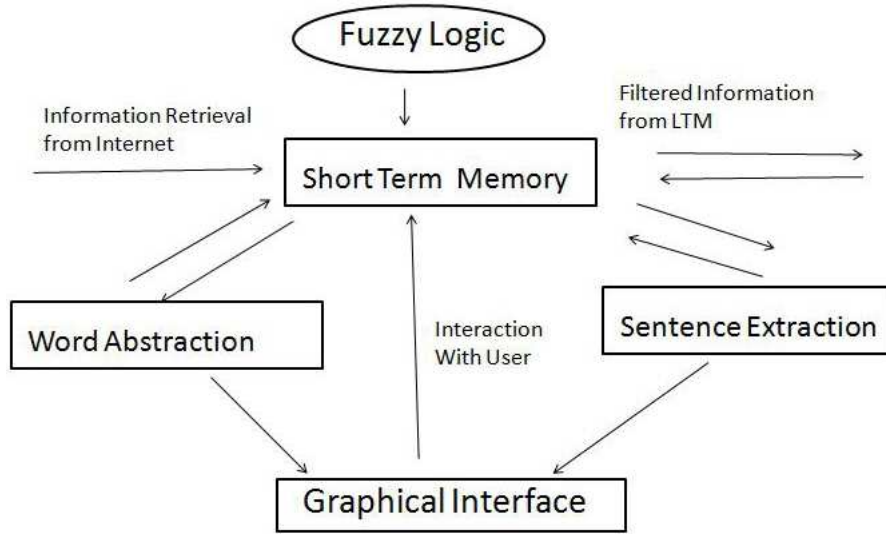 Fuzzy Logic
Information Retrieval
from Internet
Filtered Information
from LTM
Short Term Memory
Word Abstraction
Interaction
With User
Sentence Extraction
Graphical Interface